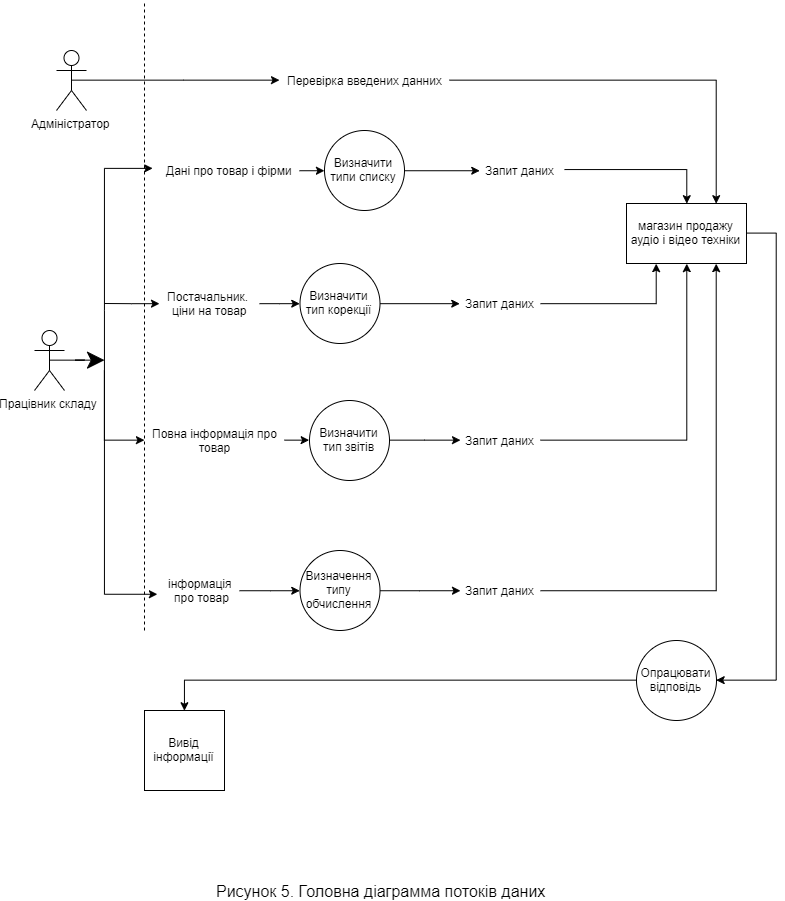 Перевірка введених данних
Адміністратор
Дані про товар і фірми
Визначити
типи списку
Запит даних
магазин продажу
аудіо і відео техніки
Постачальник.
ціни на товар
Визначити
тип корекції
Запит даних
Працівник складу
Повна інформація про
товар
Визначити
тип звітів
Запит даних
інформація
про товар
Визначення
типу
обчислення
Запит даних
Опрацювати
відповідь
Вивід
інформації
Рисунок 5. Головна діаграмма потоків даних